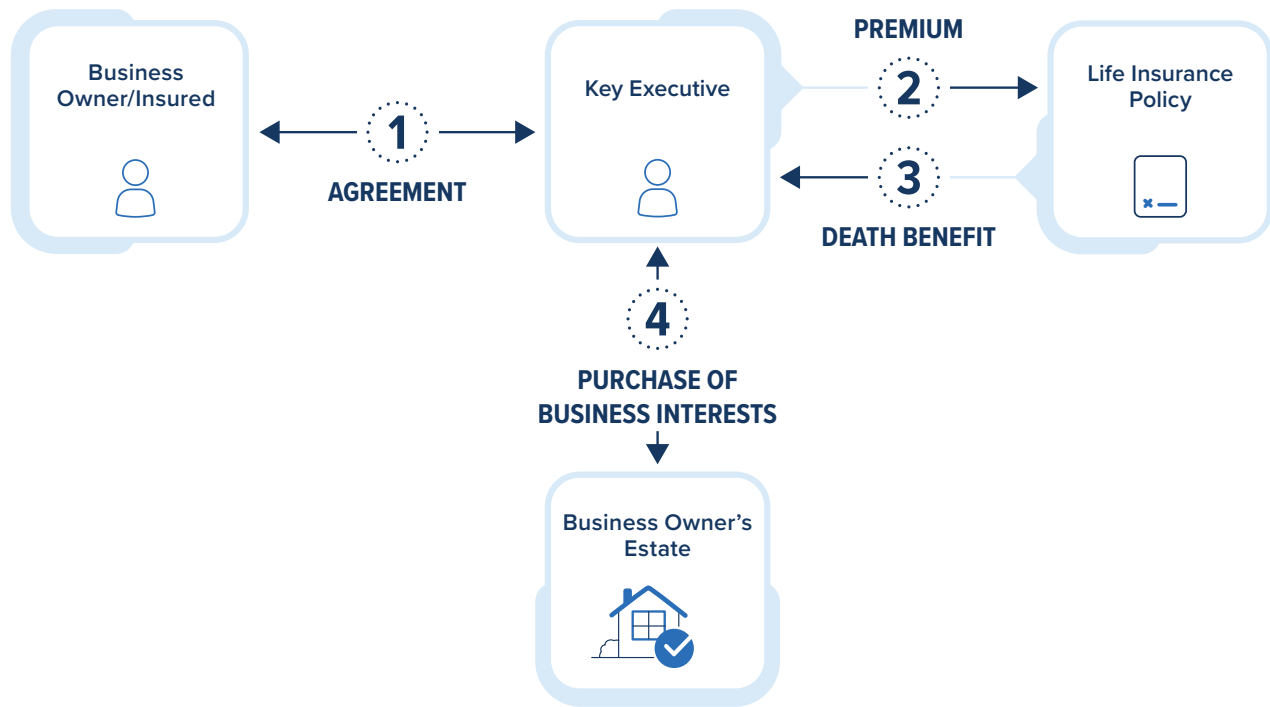 Business
Owner/Insured
1
AGREEMENT
Key Executive
PREMIUM
2
3
DEATH BENEFIT
Life Insurance
Policy
4
PURCHASE OF
BUSINESS INTERESTS
Business Owner’s
Estate